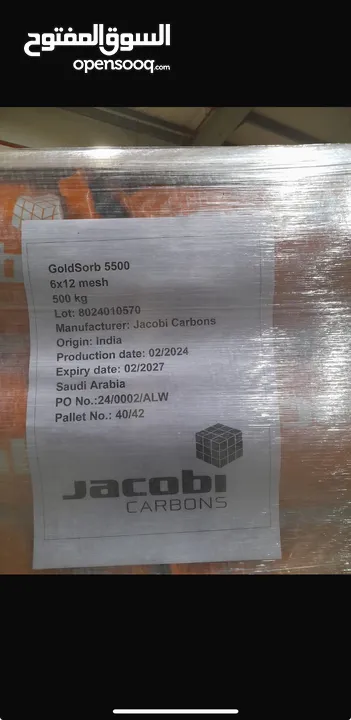 السوق المفتوح
opensooq.com
GoldSorb 5500
6x12 mesh
500 kg
Lot: 8024010570
Manufacturer: Jacobi Carbons
Origin: India
Production date: 02/2024
Expiry date: 02/2027
Saudi Arabia
PO No.:24/0002/ALW
Pallet No.: 40/42
Jacobi
CARBONS